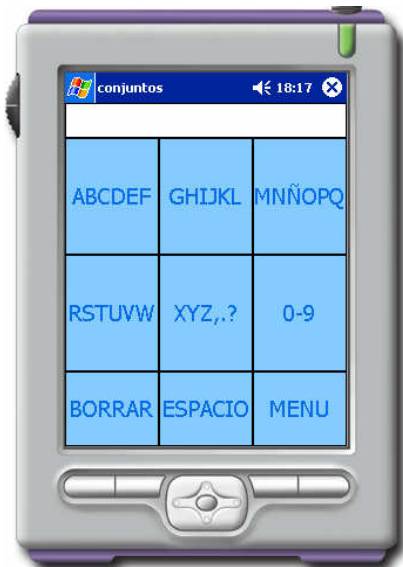 conjuntos 18:17
ABCDEF GHIJKL MNÑOPQ
RSTUVW XYZ,.? 0-9
BORRAR ESPACIO MENU